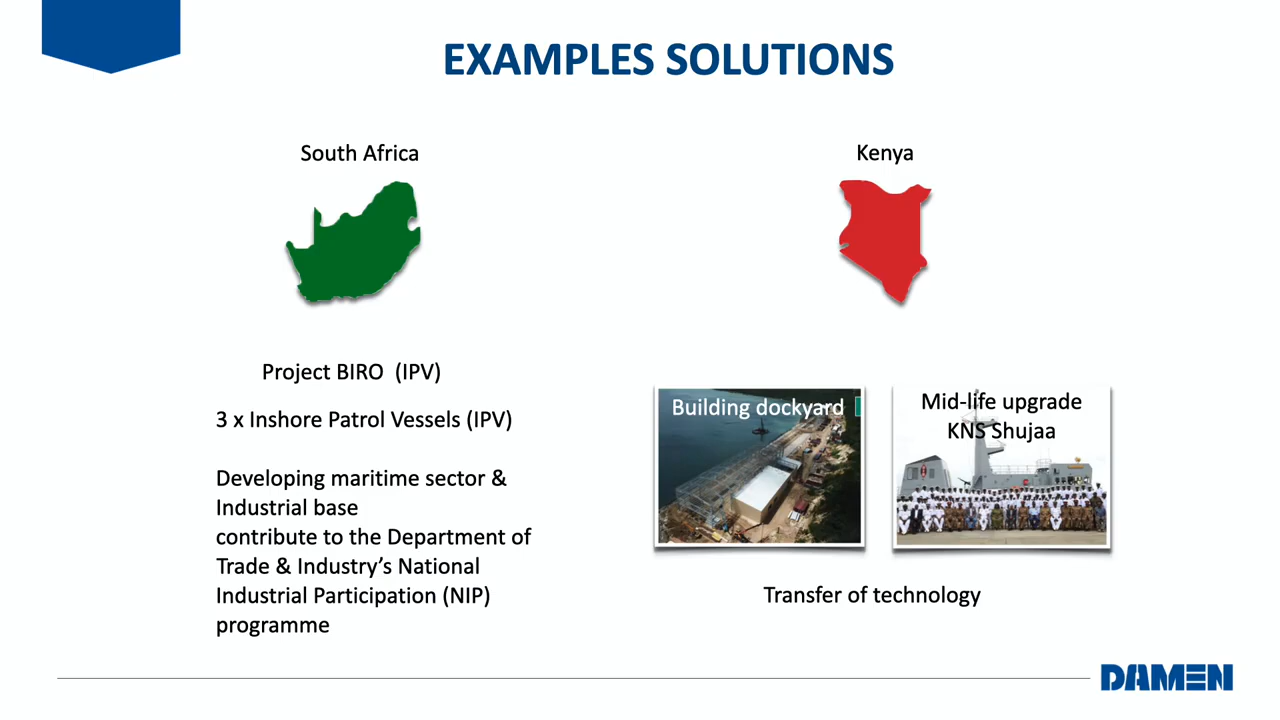 EXAMPLES SOLUTIONS
South Africa
Project BIRO  (IPV)
3 x Inshore Patrol Vessels (IPV)
Developing maritime sector &
Industrial base
contribute to the Department of
Trade & Industry’s National
Industrial Participation (NIP)
programme
Kenya
Building dockyard
Mid-life upgrade
KNS Shujaa
Transfer of technology
DAMEN